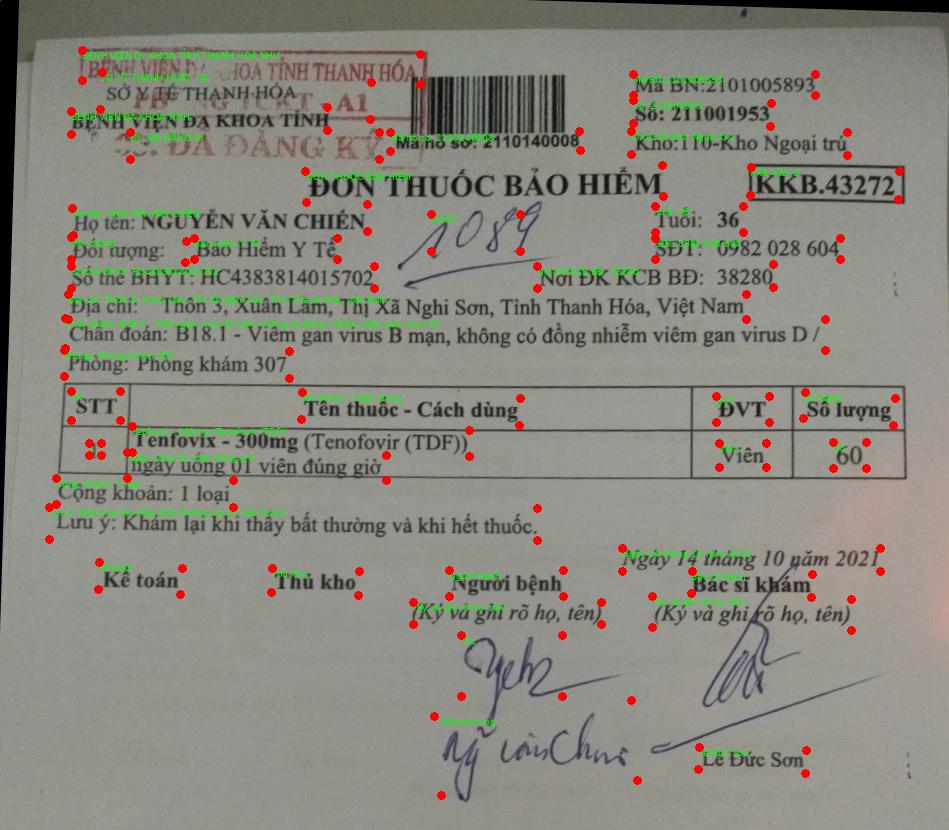 BỆNH VIỆN ĐA KHOA TỈNH THANH HÓA
SỞ Y TẾ THANH HÓA
A1
BỆNH VIỆN ĐA KHOA TỈNH
ĐÃ ĐĂNG KÝ
Mã hồ sơ: 2110140008
Mã BN:2101005893
Số: 211001953
Kho:110-Kho Ngoại trú
ĐƠN THUỐC BẢO HIỂM
KKB.43272
Họ tên: NGUYỄN VĂN CHIẾN
1089
Tuổi: 36
Đối tượng: Bảo Hiểm Y Tế
SĐT: 0982 028 604
Số thẻ BHYT: HC4383814015702
Nơi ĐK KCB BĐ: 38280
Địa chỉ: Thôn 3, Xuân Lâm, Thị Xã Nghi Sơn, Tỉnh Thanh Hóa, Việt Nam
Chẩn đoán: B18.1 - Viêm gan virus B mạn, không có đồng nhiễm viêm gan virus D /
Phòng: Phòng khám 307
STT Tên thuốc - Cách dùng ĐVT Số lượng
1 Tenfovix - 300mg (Tenofovir (TDF)) Viên 60
ngày uống 01 viên đúng giờ
Cộng khoản: 1 loại
Lưu ý: Khám lại khi thấy bất thường và khi hết thuốc.
Ngày 14 tháng 10 năm 2021
Kế toán Thủ kho Người bệnh Bác sĩ khám
(Ký và ghi rõ họ, tên) (Ký và ghi rõ họ, tên)
Lê Đức Sơn